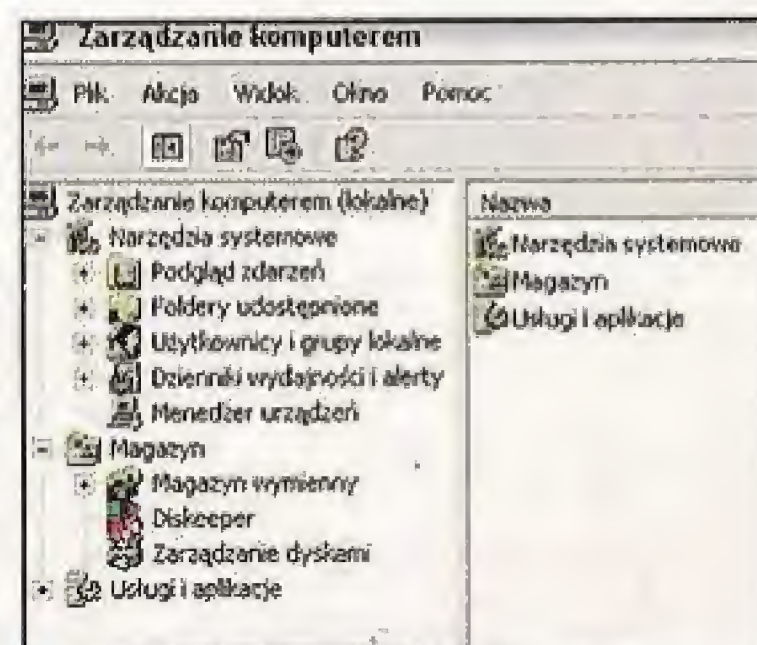 Zarządzanie komputerem
Plik Akcja Widok Okno Pomoc
Zarządzanie komputerem (lokalne)
Narzędzia systemowe
Podgląd zdarzeń
Foldery udostępnione
Użytkownicy i grupy lokalne
Dzienniki wydajności i alerty
Menedżer urządzeń
Magazyn
Magazyn wymienny
Diskeeper
Zarządzanie dyskami
Usługi i aplikacje
Nazwa
Narzędzia systemowe
Magazyn
Usługi i aplikacje